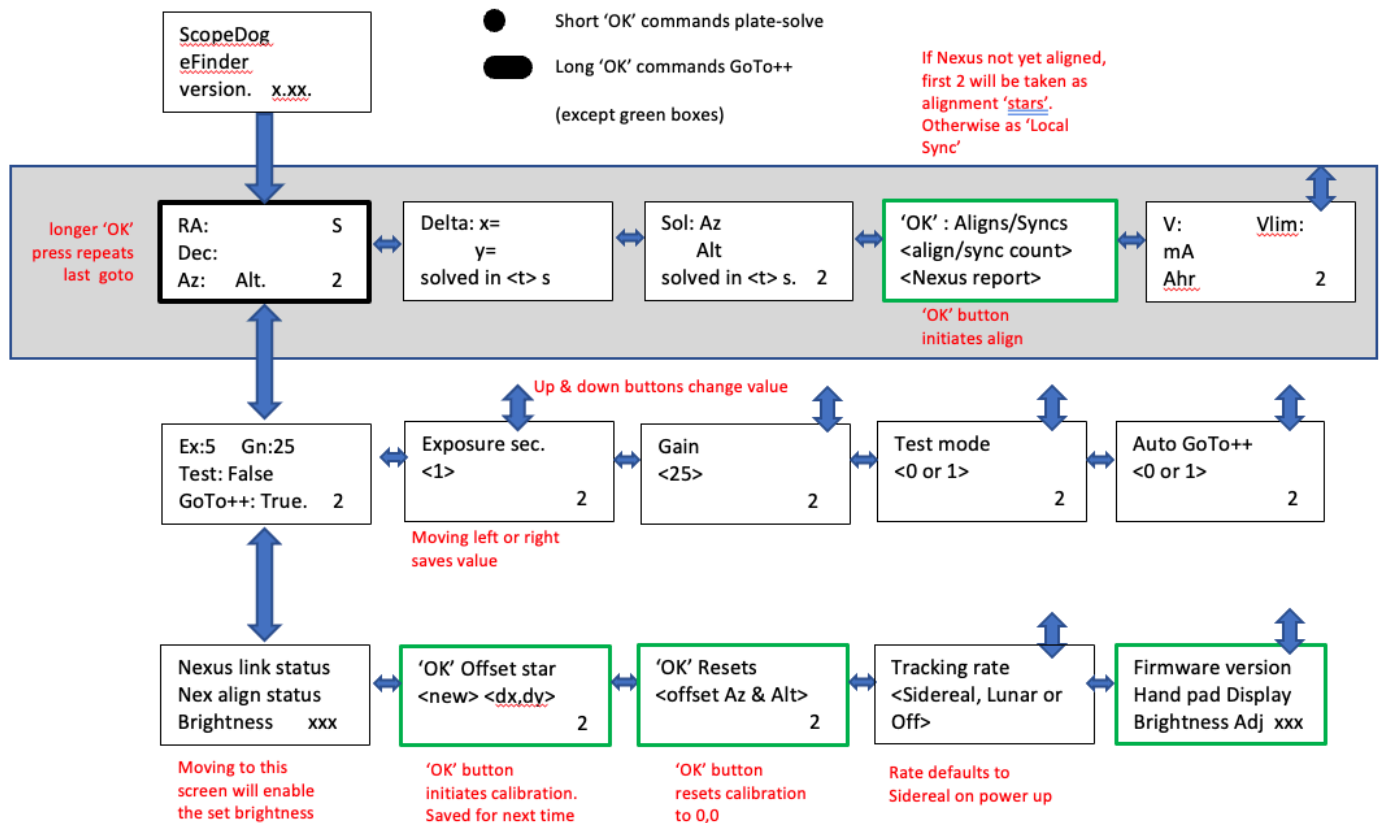 ScopeDog
eFinder
version. x.xx.
Short ‘OK’ commands plate-solve
Long ‘OK’ commands GoTo++
(except green boxes)
If Nexus not yet aligned,
first 2 will be taken as
alignment ‘stars’.
Otherwise as ‘Local
Sync’
longer ‘OK’
press repeats
last goto
RA: S
Dec:
Az: Alt. 2
Delta: x=
y=
solved in <t> s
Sol: Az
Alt
solved in <t> s. 2
‘OK’ : Aligns/Syncs
<align/sync count>
<Nexus report>
V: Vlim:
mA
Ahr 2
‘OK’ button
initiates align
Up & down buttons change value
Ex:5 Gn:25
Test: False
GoTo++: True. 2
Exposure sec.
<1>
2
Gain
<25>
2
Test mode
<0 or 1>
2
Auto GoTo++
<0 or 1>
2
Moving left or right
saves value
Nexus link status
Nex align status
Brightness xxx
‘OK’ Offset star
<new> <dx,dy>
2
‘OK’ Resets
<offset Az & Alt>
2
Tracking rate
<Sidereal, Lunar or
Off>
Firmware version
Hand pad Display
Brightness Adj xxx
Moving to this
screen will enable
the set brightness
‘OK’ button
initiates calibration.
Saved for next time
‘OK’ button
resets calibration
to 0,0
Rate defaults to
Sidereal on power up